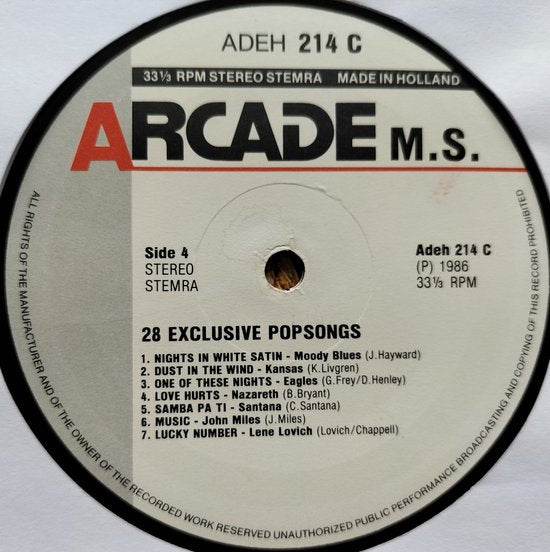 ADEH 214 C
33⅓ RPM STEREO STEMRA MADE IN HOLLAND
ARCADE M.S.
Side 4
STEREO
STEMRA
Adeh 214 C
(P) 1986
33⅓ RPM
28 EXCLUSIVE POPSONGS
1. NIGHTS IN WHITE SATIN - Moody Blues (J.Hayward)
2. DUST IN THE WIND - Kansas (K.Livgren)
3. ONE OF THESE NIGHTS - Eagles (G.Frey/D.Henley)
4. LOVE HURTS - Nazareth (B.Bryant)
5. SAMBA PA TI - Santana (C.Santana)
6. MUSIC - John Miles (J.Miles)
7. LUCKY NUMBER - Lene Lovich (Lovich/Chappell)
ALL RIGHTS OF THE MANUFACTURER AND OF THE OWNER OF THE RECORDED WORK RESERVED UNAUTHORIZED PUBLIC PERFORMANCE BROADCASTING AND COPYING OF THIS RECORD PROHIBITED